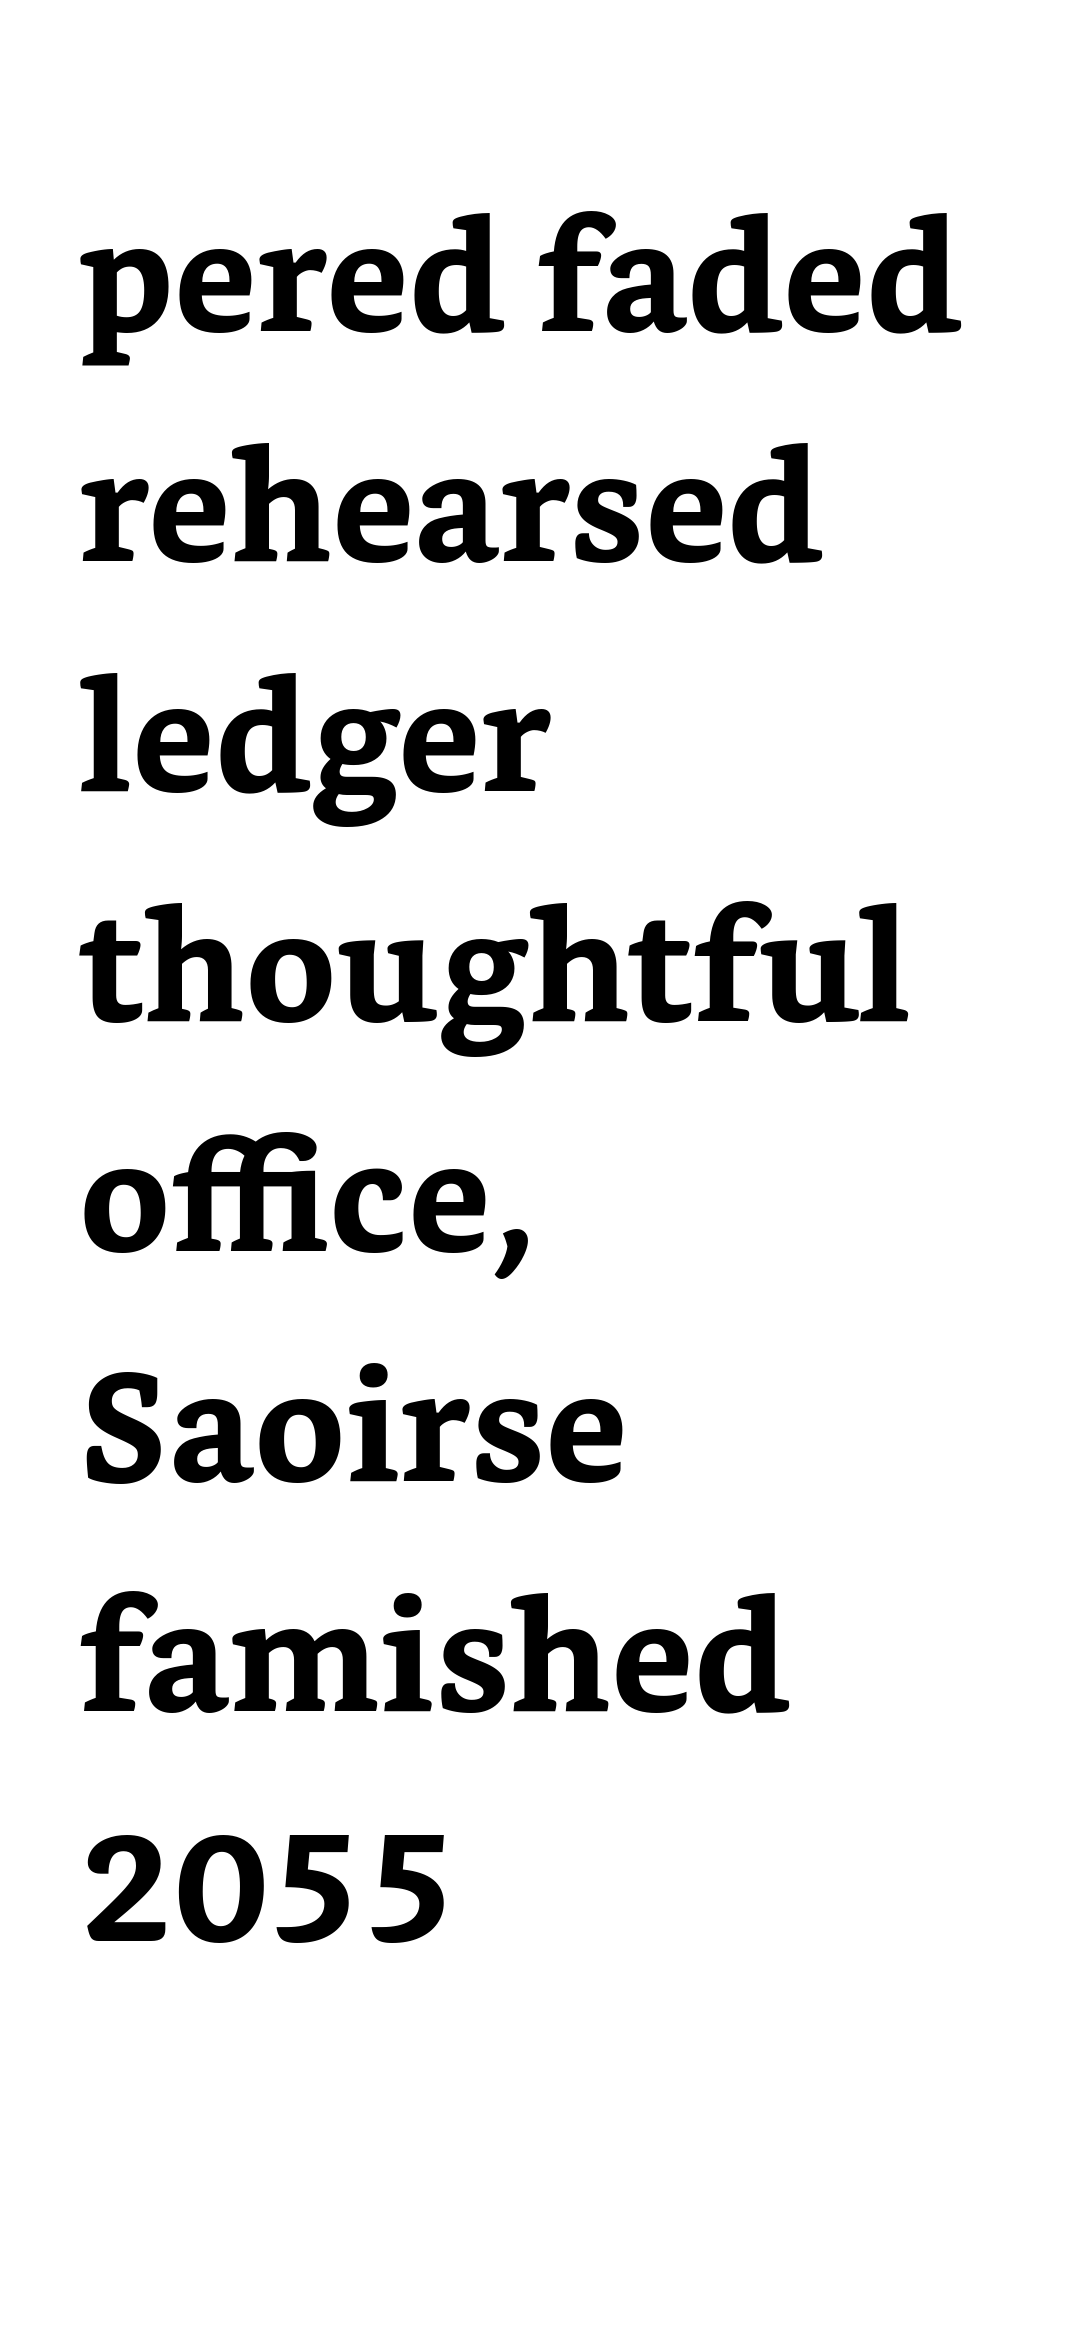 pered faded
rehearsed
ledger
thoughtful
office,
Saoirse
famished
2055